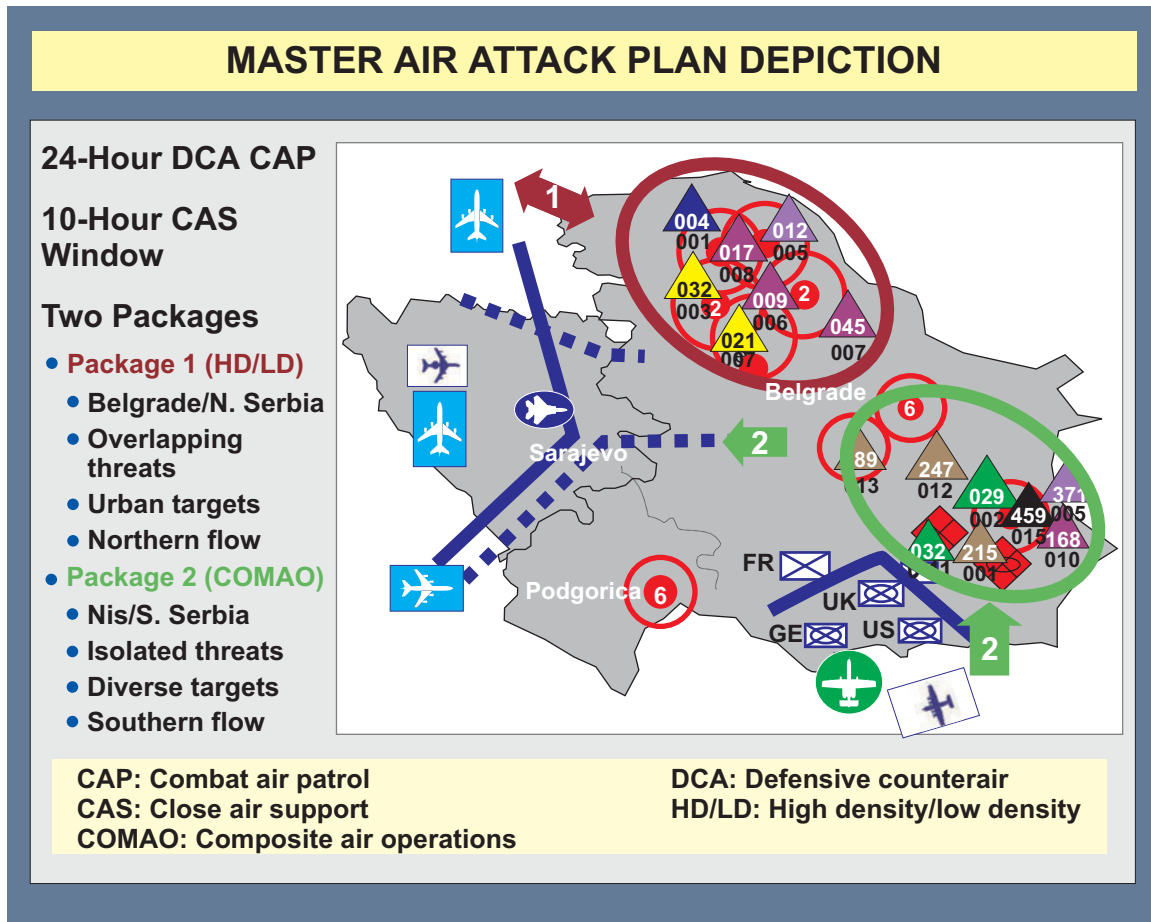 MASTER AIR ATTACK PLAN DEPICTION
24-Hour DCA CAP
10-Hour CAS
Window
Two Packages
Package 1 (HD/LD)
Belgrade/N. Serbia
Overlapping
threats
Urban targets
Northern flow
Package 2 (COMAO)
Nis/S. Serbia
Isolated threats
Diverse targets
Southern flow
1
004
001
012
005
017
008
032
003
2
009
006
2
045
007
021
007
Belgrade
6
2
Sarajevo
89
013
247
012
029
002
371
005
459
015
168
010
032
215
001
FR
UK
GE
US
Podgorica
6
2
CAP: Combat air patrol
CAS: Close air support
COMAO: Composite air operations
DCA: Defensive counterair
HD/LD: High density/low density